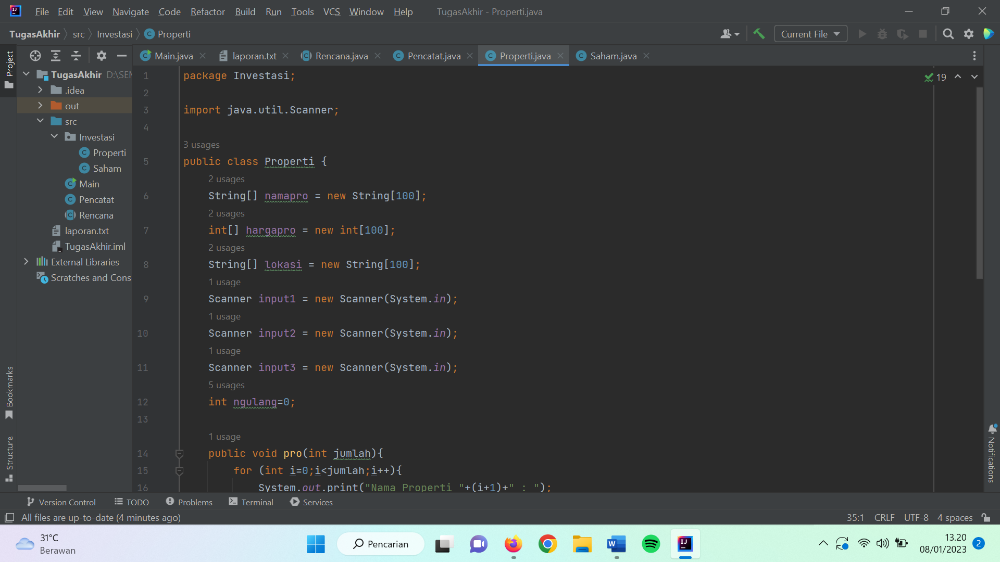 File Edit View Navigate Code Refactor Build Run Tools VCS Window Help TugasAkhir - Properti.java
TugasAkhir src Investasi Properti Current File
Main.java laporan.txt Rencana.java Pencatat.java Properti.java Saham.java
Project
TugasAkhir D:\SEM
.idea
out
src
Investasi
Properti
Saham
Main
Pencatat
Rencana
laporan.txt
TugasAkhir.iml
External Libraries
Scratches and Cons
Bookmarks
Structure
19
1 package Investasi;
2
3 import java.util.Scanner;
4
3 usages
5 public class Properti {
2 usages
6 String[] namapro = new String[100];
2 usages
7 int[] hargapro = new int[100];
2 usages
8 String[] lokasi = new String[100];
1 usage
9 Scanner input1 = new Scanner(System.in);
1 usage
10 Scanner input2 = new Scanner(System.in);
1 usage
11 Scanner input3 = new Scanner(System.in);
5 usages
12 int ngulang=0;
13
1 usage
14 public void pro(int jumlah){
15 for (int i=0;i<jumlah;i++){
16 System.out.print("Nama Properti "+(i+1)+" : ");
Notifications
Version Control TODO Problems Terminal Services
All files are up-to-date (4 minutes ago) 35:1 CRLF UTF-8 4 spaces
31°C
Berawan
Pencarian
13.20
08/01/2023
2